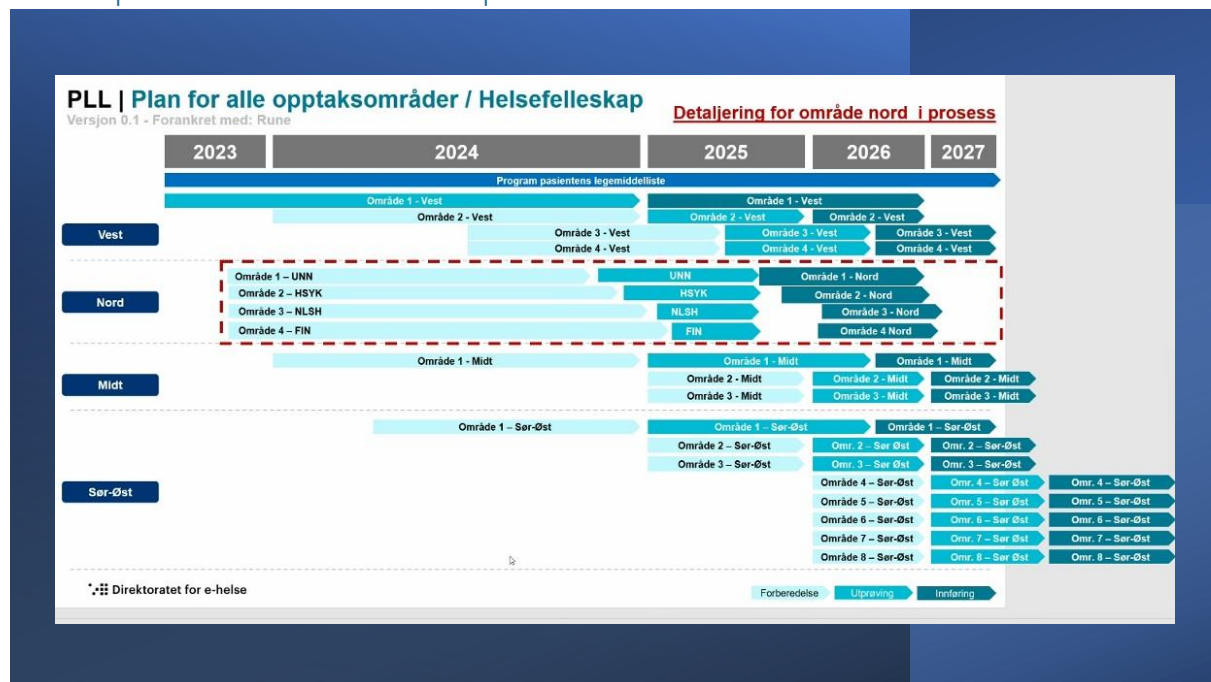 PLL | Plan for alle opptaksområder / Helsefelleskap
Versjon 0.1 - Forankret med: Rune
Detaljering for område nord i prosess
2023 2024 2025 2026 2027
Program pasientens legemiddelliste
Område 1 - Vest Område 1 - Vest
Område 2 - Vest Område 2 - Vest Område 2 - Vest
Vest
Område 3 - Vest Område 3 - Vest Område 3 - Vest
Område 4 - Vest Område 4 - Vest Område 4 - Vest
Område 1 – UNN UNN Område 1 - Nord
Område 2 – HSYK HSYK Område 2 - Nord
Nord
Område 3 – NLSH NLSH Område 3 - Nord
Område 4 – FIN FIN Område 4 Nord
Område 1 - Midt Område 1 - Midt Område 1 - Midt
Område 2 - Midt Område 2 - Midt Område 2 - Midt
Midt
Område 3 - Midt Område 3 - Midt Område 3 - Midt
Område 1 – Sør-Øst Område 1 – Sør-Øst Område 1 – Sør-Øst
Område 2 – Sør-Øst Omr. 2 – Sør Øst Omr. 2 – Sør-Øst
Område 3 – Sør-Øst Omr. 3 – Sør Øst Omr. 3 – Sør-Øst
Område 4 – Sør-Øst Omr. 4 – Sør Øst Omr. 4 – Sør-Øst
Sør-Øst
Område 5 – Sør-Øst Omr. 5 – Sør Øst Omr. 5 – Sør-Øst
Område 6 – Sør-Øst Omr. 6 – Sør Øst Omr. 6 – Sør-Øst
Område 7 – Sør-Øst Omr. 7 – Sør Øst Omr. 7 – Sør-Øst
Område 8 – Sør-Øst Omr. 8 – Sør Øst Omr. 8 – Sør-Øst
Direktoratet for e-helse
Forberedelse Utprøving Innføring